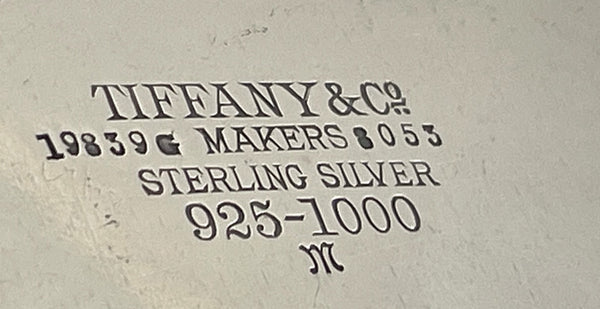 TIFFANY & Co.
19839G MAKERS 8053
STERLING SILVER
925-1000
m